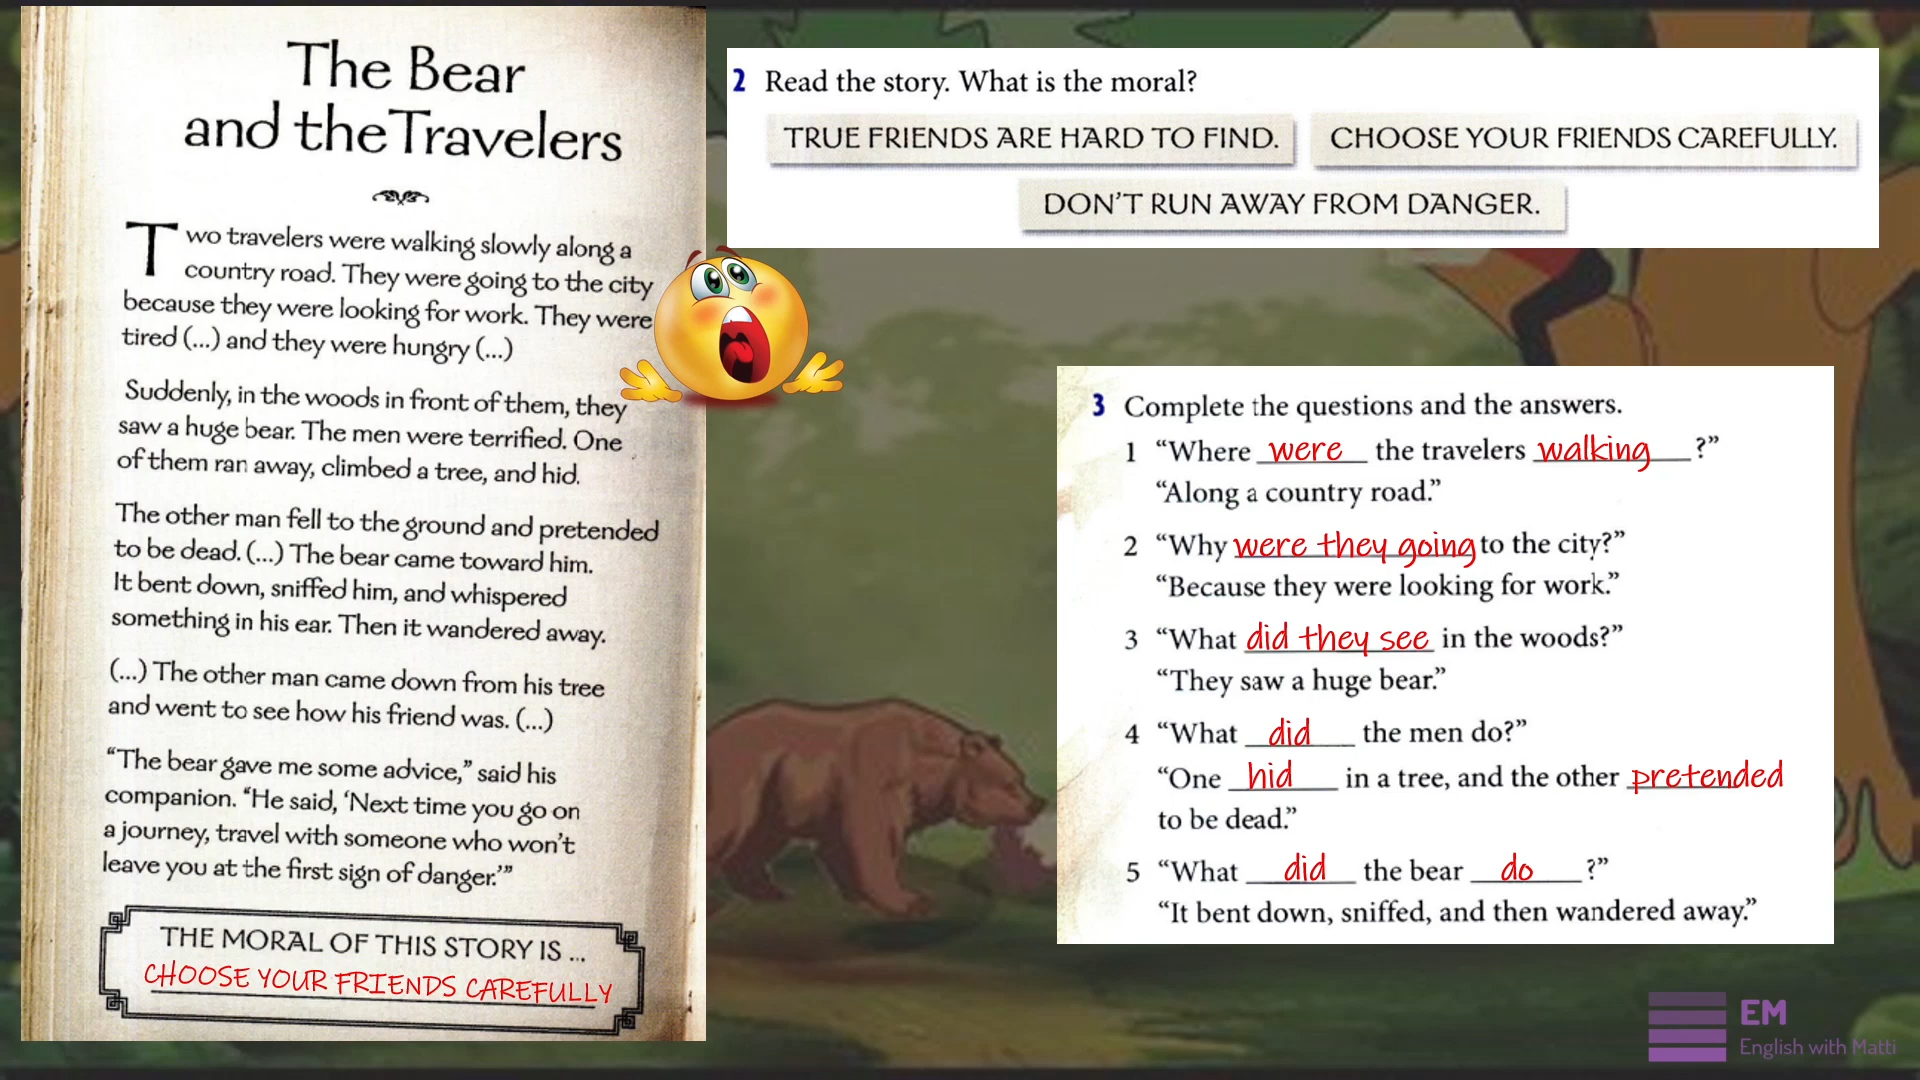 The Bear
and the Travelers
Two travelers were walking slowly along a
country road. They were going to the city
because they were looking for work. They were
tired (...) and they were hungry (...)
Suddenly, in the woods in front of them, they
saw a huge bear. The men were terrified. One
of them ran away, climbed a tree, and hid.
The other man fell to the ground and pretended
to be dead. (...) The bear came toward him.
It bent down, sniffed him, and whispered
something in his ear. Then it wandered away.
(...) The other man came down from his tree
and went to see how his friend was. (...)
“The bear gave me some advice,” said his
companion. “He said, ‘Next time you go on
a journey, travel with someone who won’t
leave you at the first sign of danger.’”
THE MORAL OF THIS STORY IS ...
CHOOSE YOUR FRIENDS CAREFULLY
2 Read the story. What is the moral?
TRUE FRIENDS ARE HARD TO FIND. CHOOSE YOUR FRIENDS CAREFULLY.
DON’T RUN AWAY FROM DANGER.
3 Complete the questions and the answers.
1 “Where were the travelers walking ?”
“Along a country road.”
2 “Why were they going to the city?”
“Because they were looking for work.”
3 “What did they see in the woods?”
“They saw a huge bear.”
4 “What did the men do?”
“One hid in a tree, and the other pretended
to be dead.”
5 “What did the bear do ?”
“It bent down, sniffed, and then wandered away.”
EM
English with Matti